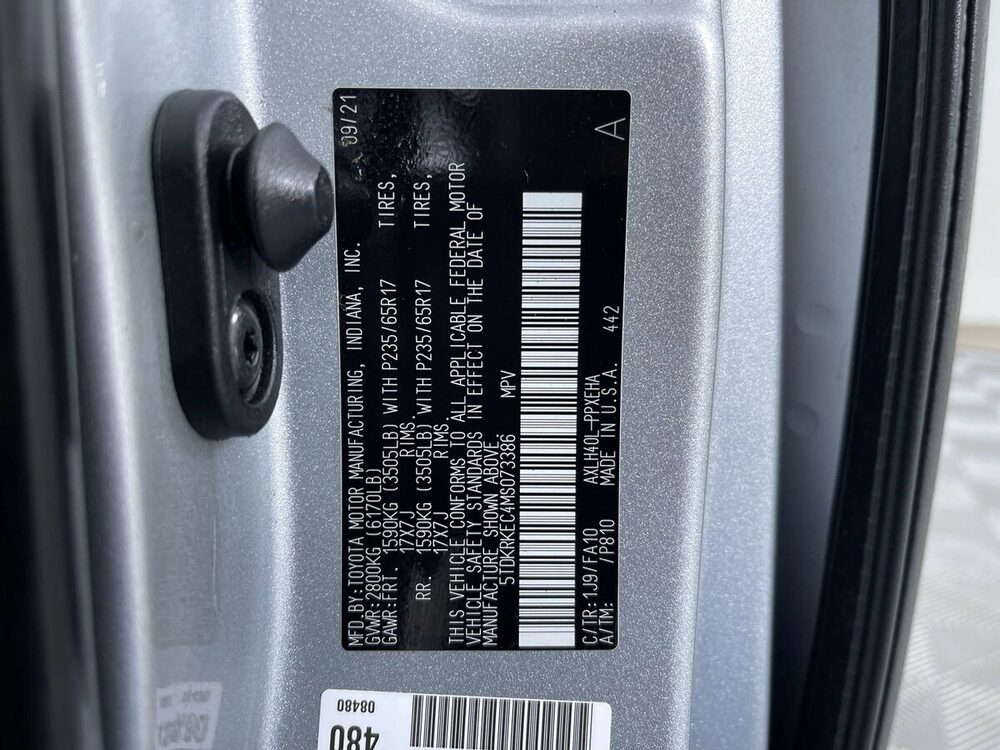 MFD.BY:TOYOTA MOTOR MANUFACTURING, INDIANA, INC. 09/21
GVWR:2800KG (6170LB)
GAWR:FRT. 1590KG (3505LB) WITH P235/65R17 TIRES,
17X7J RIMS.
RR. 1590KG (3505LB) WITH P235/65R17 TIRES,
17X7J RIMS.
THIS VEHICLE CONFORMS TO ALL APPLICABLE FEDERAL MOTOR
VEHICLE SAFETY STANDARDS IN EFFECT ON THE DATE OF
MANUFACTURE SHOWN ABOVE.
5TDKRKEC4MS073386 MPV
C/TR:1J9/FA10 AXLH40L-PPXEHA
A/TM: /P810 MADE IN U.S.A. 442
A
08480
480